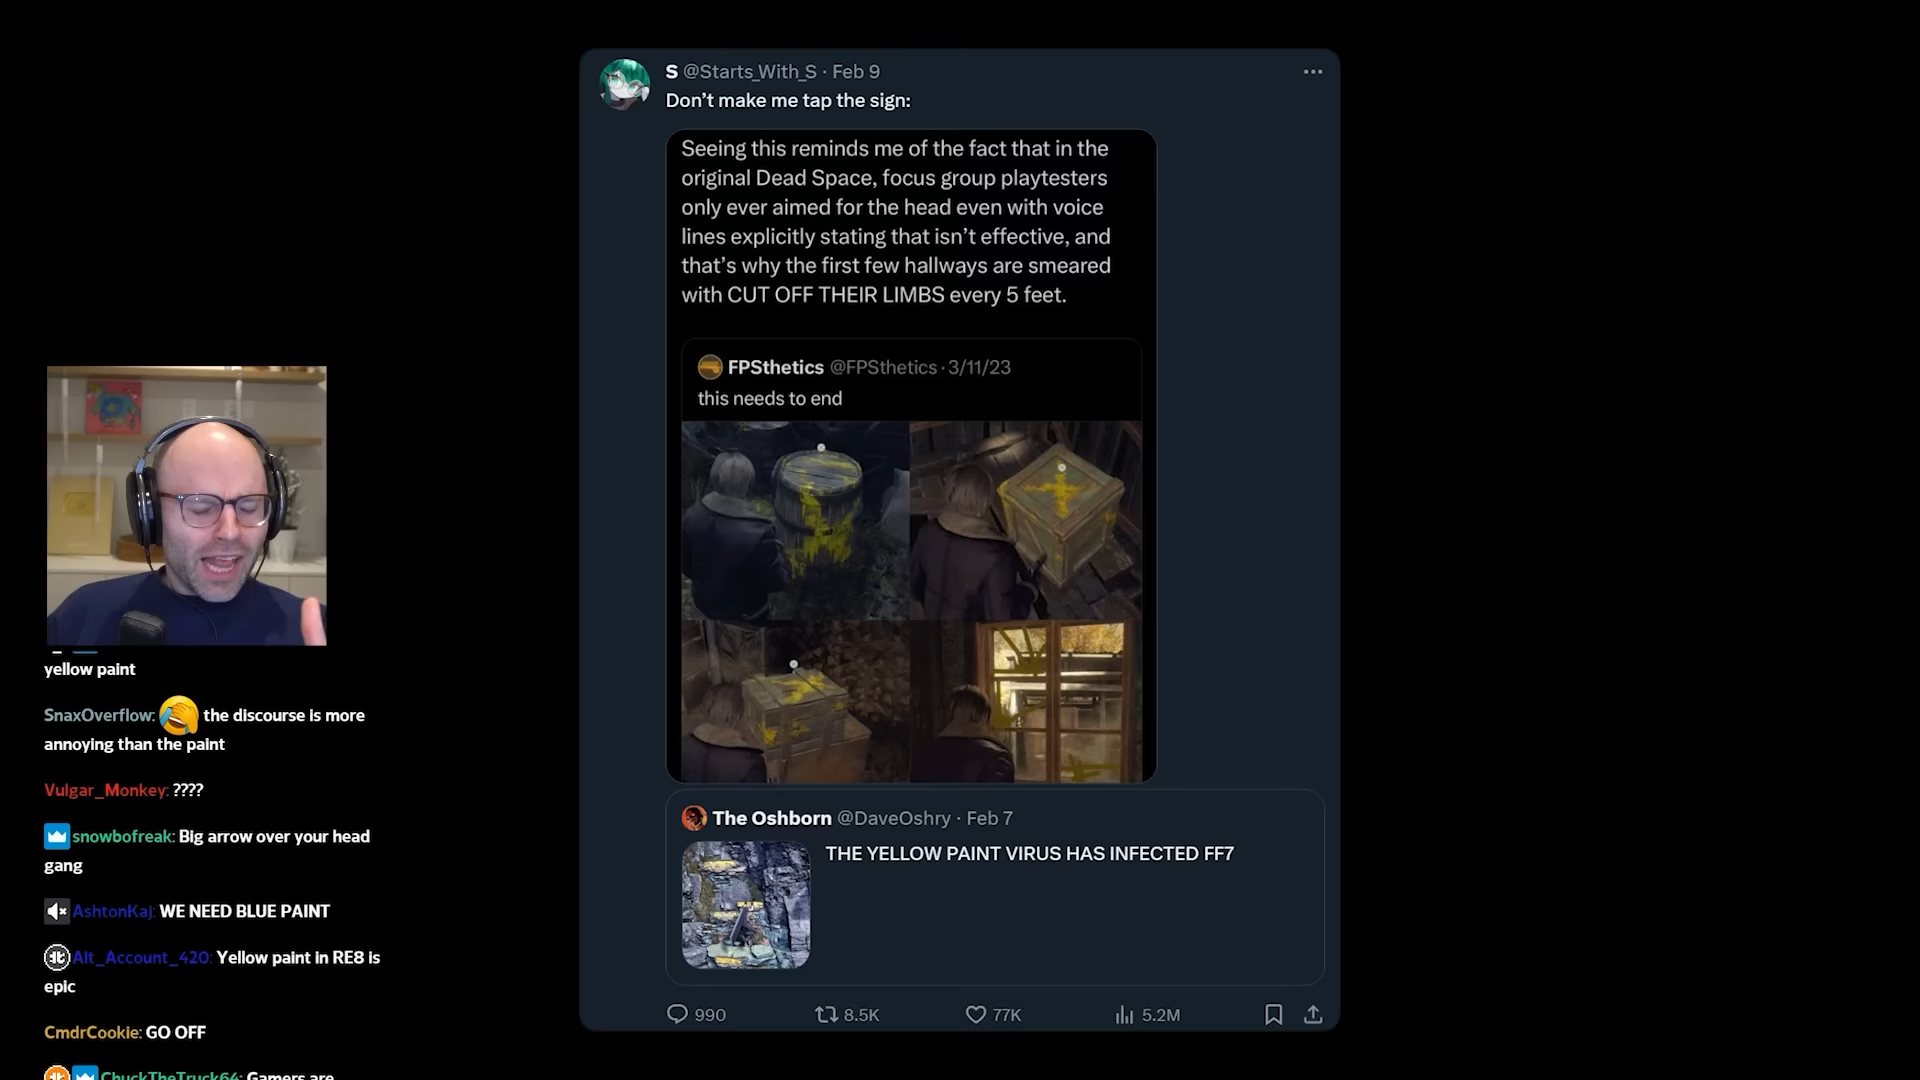 S @Starts_With_S · Feb 9
Don't make me tap the sign:
Seeing this reminds me of the fact that in the
original Dead Space, focus group playtesters
only ever aimed for the head even with voice
lines explicitly stating that isn't effective, and
that's why the first few hallways are smeared
with CUT OFF THEIR LIMBS every 5 feet.
FPSthetics @FPSthetics · 3/11/23
this needs to end
The Oshborn @DaveOshry · Feb 7
THE YELLOW PAINT VIRUS HAS INFECTED FF7
990 8.5K 77K 5.2M
yellow paint
SnaxOverflow: the discourse is more
annoying than the paint
Vulgar_Monkey: ????
snowbofreak: Big arrow over your head
gang
AshtonKaj: WE NEED BLUE PAINT
Alt_Account_420: Yellow paint in RE8 is
epic
CmdrCookie: GO OFF
ChuckTheTruck64: Gamers are